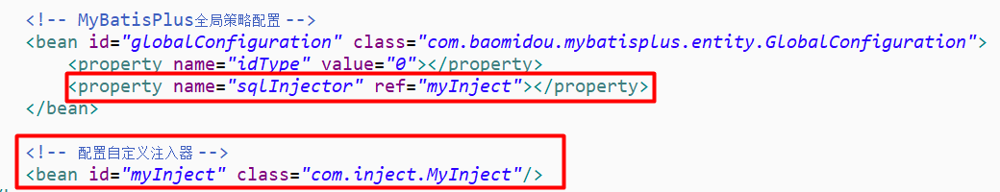 <!-- MyBatisPlus全局策略配置 -->
<bean id="globalConfiguration" class="com.baomidou.mybatisplus.entity.GlobalConfiguration">
<property name="idType" value="0"></property>
<property name="sqlInjector" ref="myInject"></property>
</bean>
<!-- 配置自定义注入器 -->
<bean id="myInject" class="com.inject.MyInject"/>